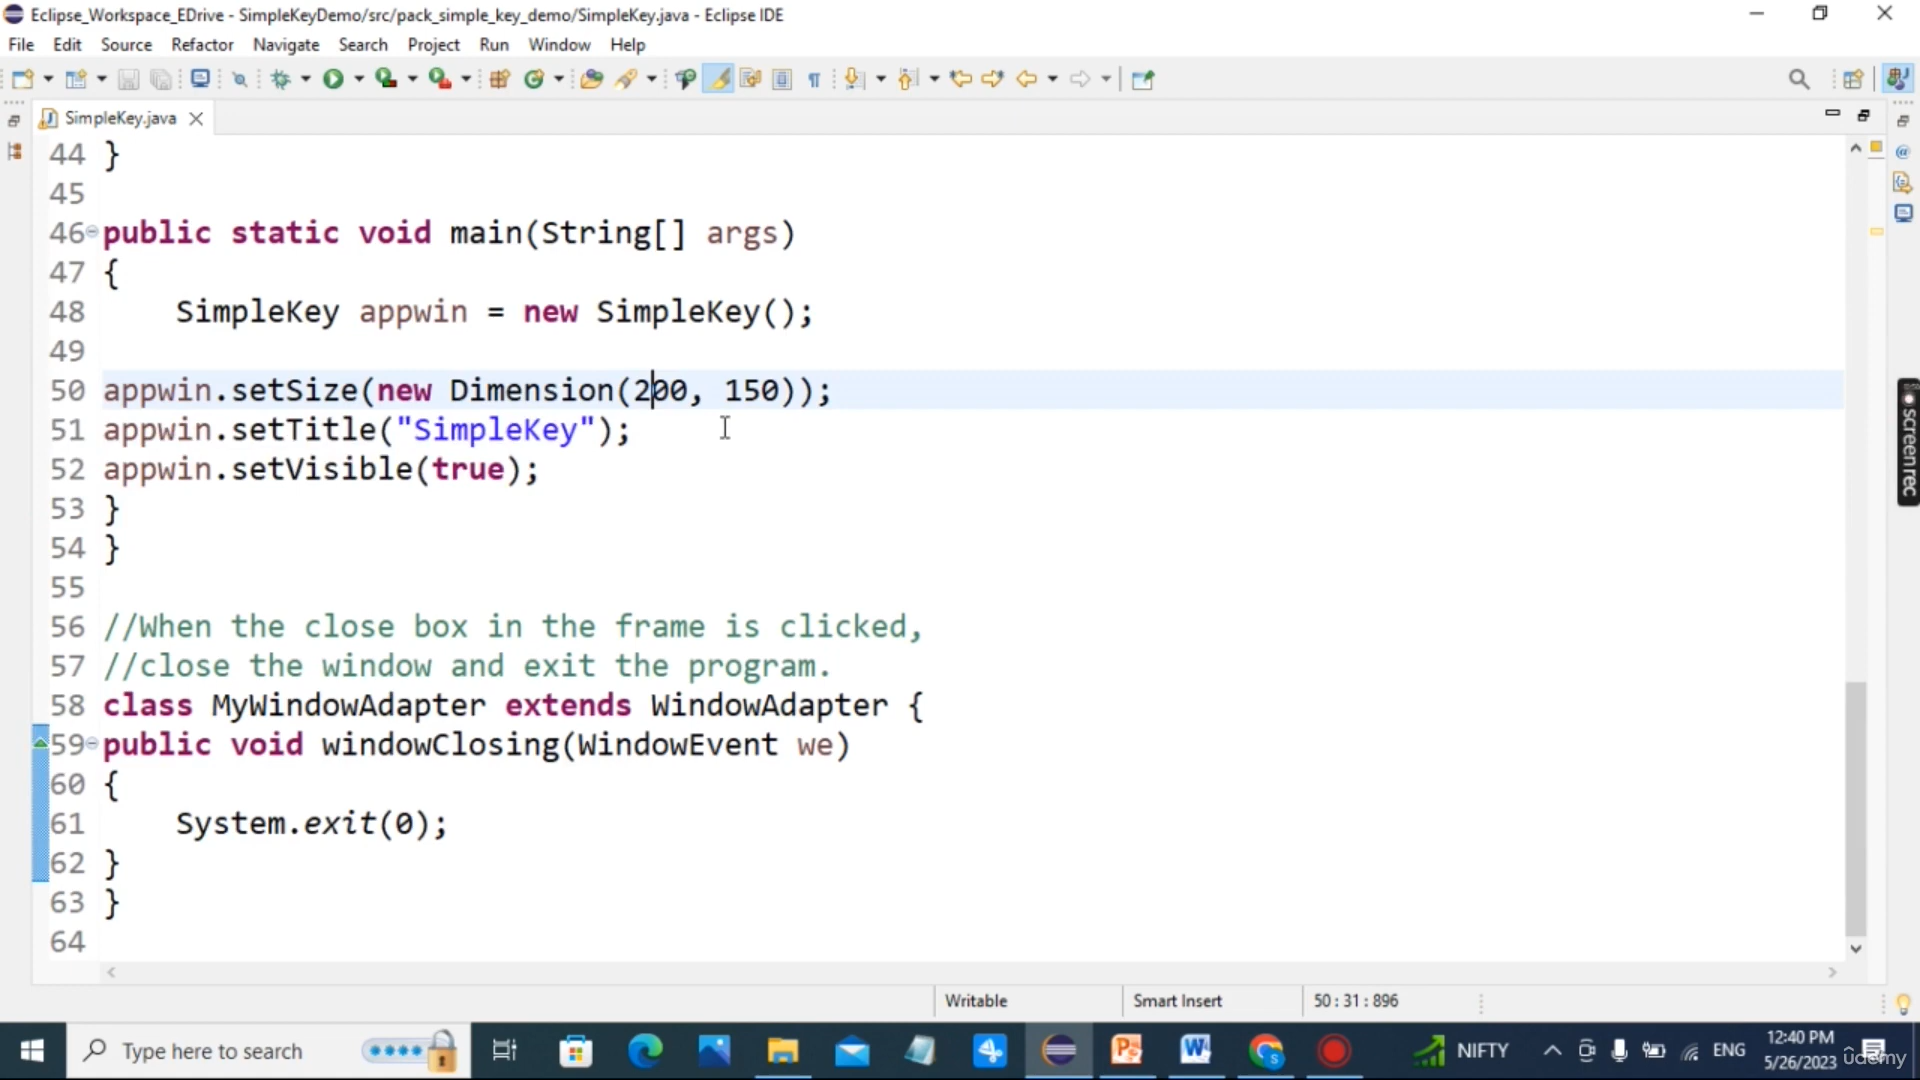 Eclipse_Workspace_EDrive - SimpleKeyDemo/src/pack_simple_key_demo/SimpleKey.java - Eclipse IDE
File Edit Source Refactor Navigate Search Project Run Window Help
SimpleKey.java
44 }
45
46 public static void main(String[] args)
47 {
48 SimpleKey appwin = new SimpleKey();
49
50 appwin.setSize(new Dimension(200, 150));
51 appwin.setTitle("SimpleKey");
52 appwin.setVisible(true);
53 }
54 }
55
56 //When the close box in the frame is clicked,
57 //close the window and exit the program.
58 class MyWindowAdapter extends WindowAdapter {
59 public void windowClosing(WindowEvent we)
60 {
61 System.exit(0);
62 }
63 }
64
screenrec
Writable Smart Insert 50 : 31 : 896
Type here to search
NIFTY
ENG
12:40 PM
5/26/2023
udemy